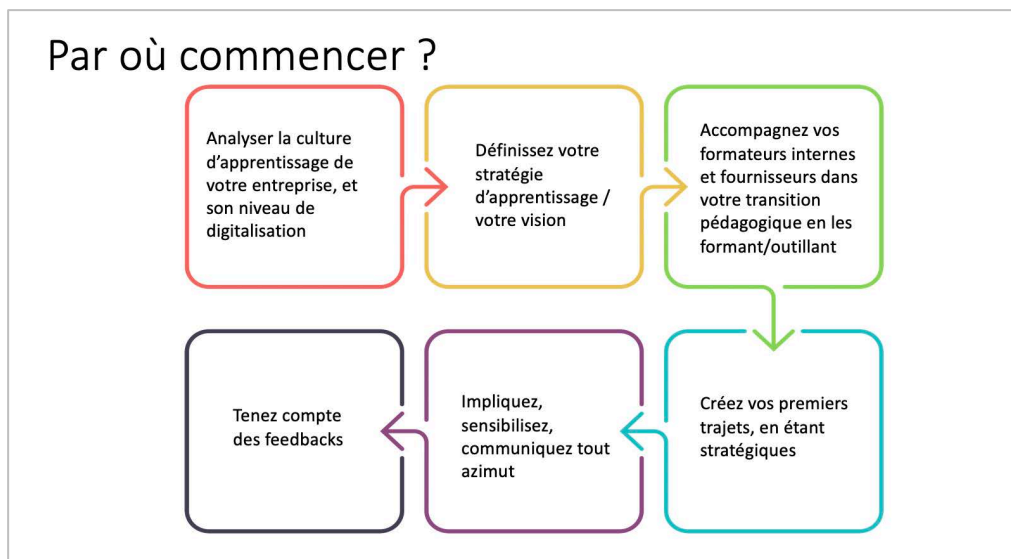 Par où commencer ?
Analyser la culture
d’apprentissage de
votre entreprise, et
son niveau de
digitalisation
Définissez votre
stratégie
d’apprentissage /
votre vision
Accompagnez vos
formateurs internes
et fournisseurs dans
votre transition
pédagogique en les
formant/outillant
Créez vos premiers
trajets, en étant
stratégiques
Impliquez,
sensibilisez,
communiquez tout
azimut
Tenez compte
des feedbacks